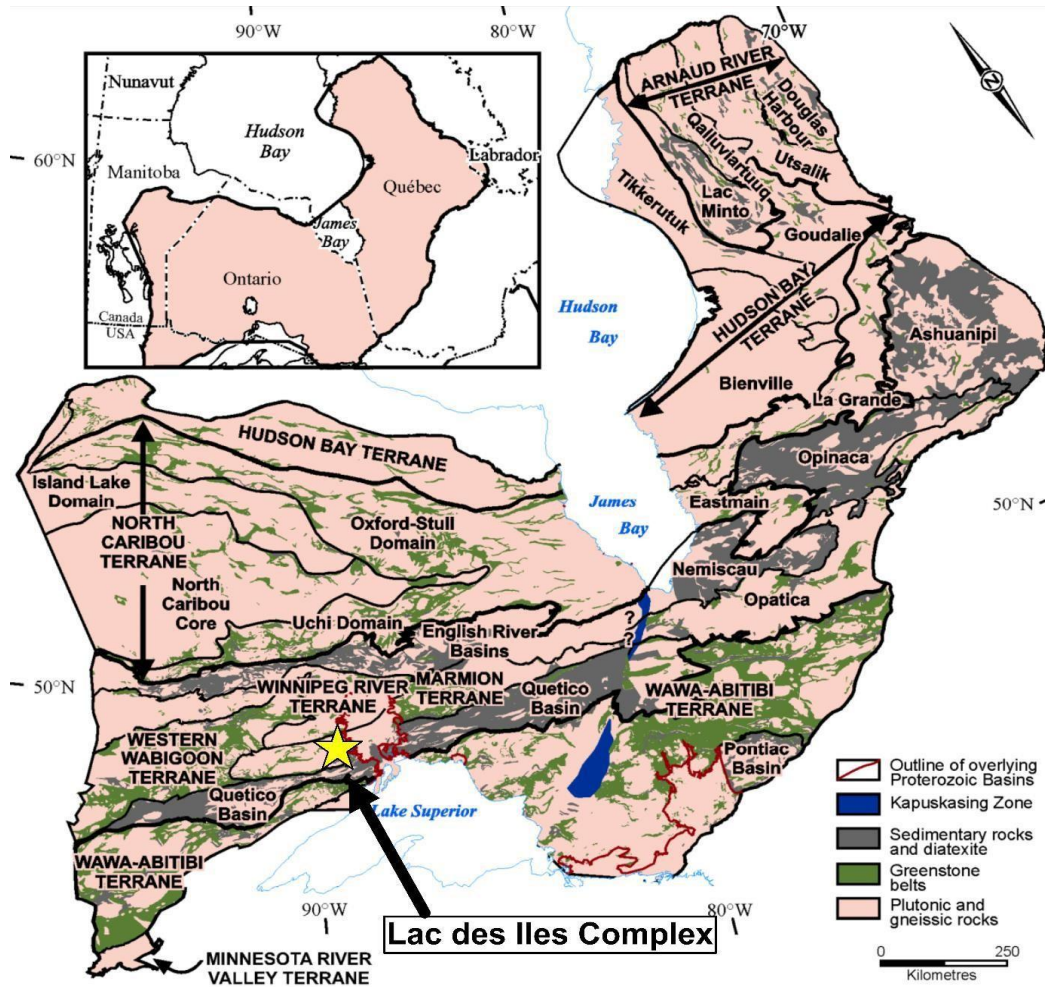 90°W
80°W
70°W
60°N
Nunavut
Manitoba
Hudson
Bay
Québec
Labrador
James
Bay
Ontario
Canada
USA
N
ARNAUD RIVER
TERRANE
Douglas
Harbour
Qalluviartuuq
Utsalik
Lac
Minto
Tikkerutuk
Goudalie
HUDSON BAY
TERRANE
Hudson
Bay
Ashuanipi
Bienville
La Grande
Opinaca
50°N
HUDSON BAY TERRANE
Island Lake
Domain
NORTH
CARIBOU
TERRANE
Oxford-Stull
Domain
James
Bay
Eastmain
Nemiscau
Opatica
North
Caribou
Core
Uchi Domain
English River
Basins
?
?
50°N
WINNIPEG RIVER
TERRANE
MARMION
TERRANE
Quetico
Basin
WAWA-ABITIBI
TERRANE
WESTERN
WABIGOON
TERRANE
Pontiac
Basin
Quetico
Basin
Lake Superior
WAWA-ABITIBI
TERRANE
90°W
80°W
Lac des Iles Complex
MINNESOTA RIVER
VALLEY TERRANE
Outline of overlying
Proterozoic Basins
Kapuskasing Zone
Sedimentary rocks
and diatexite
Greenstone
belts
Plutonic and
gneissic rocks
0 250
Kilometres